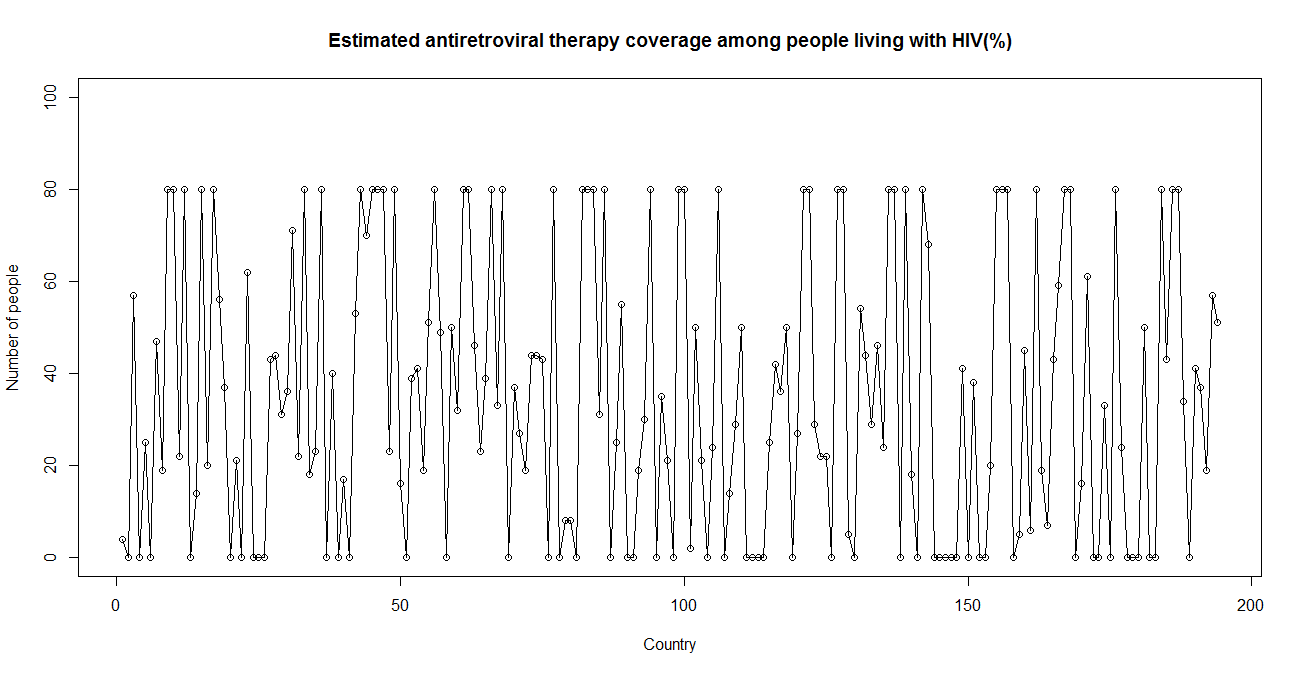 Estimated antiretroviral therapy coverage among people living with HIV(%)
Number of people
100
80
60
40
20
0
0 50 100 150 200
Country